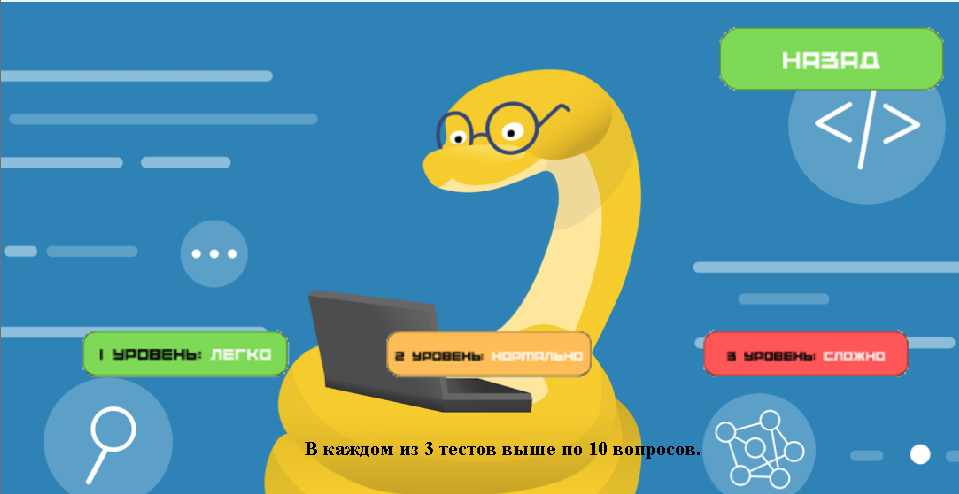 НАЗАД
</>
1 УРОВЕНЬ: ЛЕГКО
2 УРОВЕНЬ: НОРМАЛЬНО
3 УРОВЕНЬ: СЛОЖНО
В каждом из 3 тестов выше по 10 вопросов.